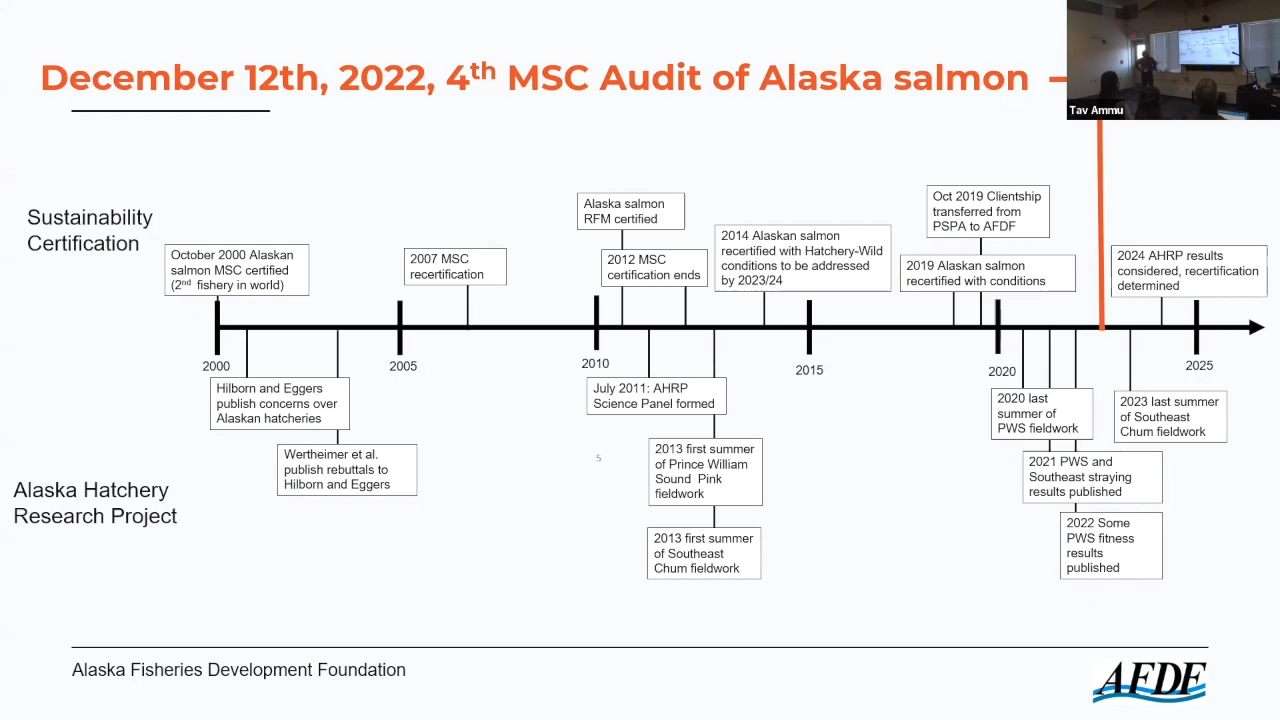 December 12th, 2022, 4th MSC Audit of Alaska salmon –
Tav Ammu
Sustainability
Certification
October 2000 Alaskan
salmon MSC certified
(2nd fishery in world)
2007 MSC
recertification
Alaska salmon
RFM certified
2012 MSC
certification ends
2014 Alaskan salmon
recertified with Hatchery-Wild
conditions to be addressed
by 2023/24
Oct 2019 Clientship
transferred from
PSPA to AFDF
2019 Alaskan salmon
recertified with conditions
2024 AHRP results
considered, recertification
determined
2000
2005
2010
2015
2020
2025
Hilborn and Eggers
publish concerns over
Alaskan hatcheries
Wertheimer et al.
publish rebuttals to
Hilborn and Eggers
July 2011: AHRP
Science Panel formed
2013 first summer
of Prince William
Sound Pink
fieldwork
2013 first summer
of Southeast
Chum fieldwork
2020 last
summer of
PWS fieldwork
2021 PWS and
Southeast straying
results published
2022 Some
PWS fitness
results
published
2023 last summer
of Southeast
Chum fieldwork
Alaska Hatchery
Research Project
5
Alaska Fisheries Development Foundation
AFDF